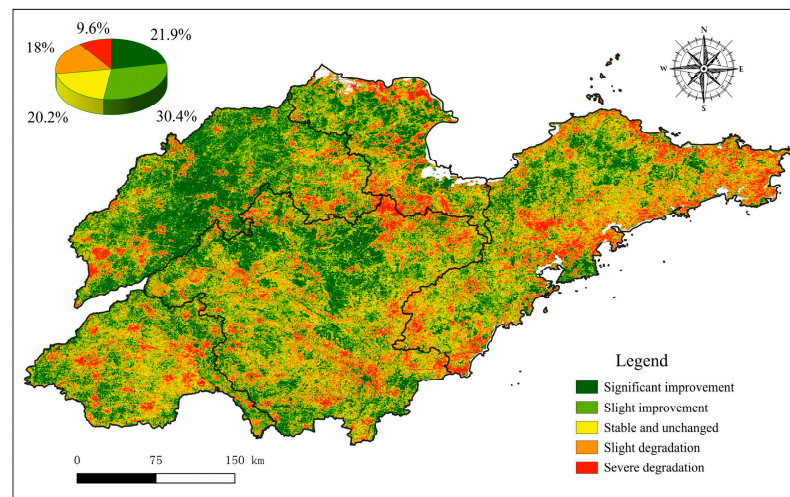 9.6%
21.9%
18%
20.2%
30.4%
N
W
E
S
Legend
Significant improvement
Slight improvement
Stable and unchanged
Slight degradation
Severe degradation
0 75 150 km